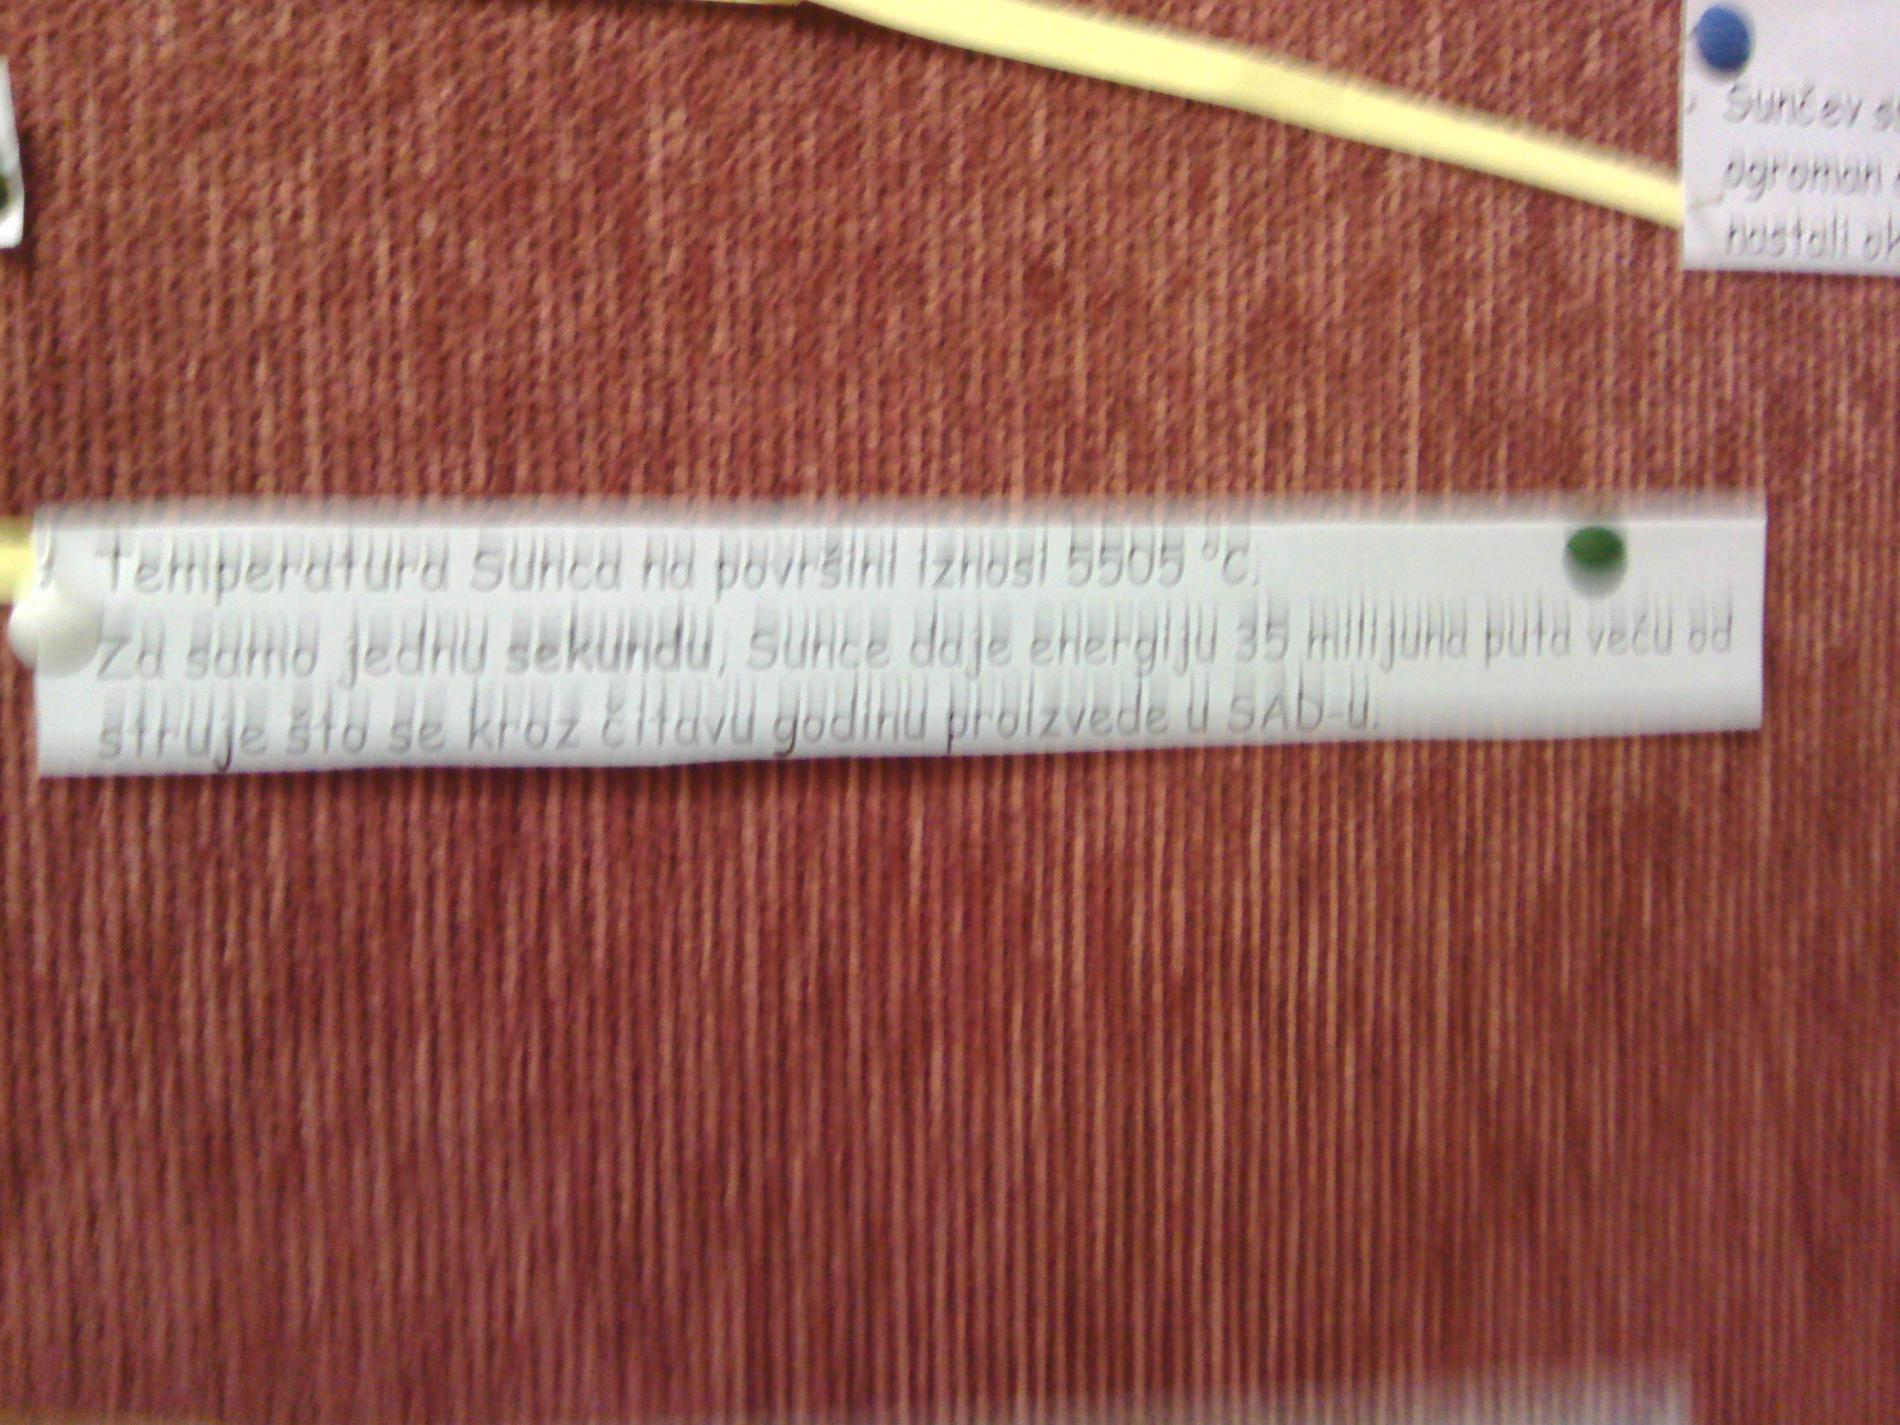 Temperatura Sunca na površini iznosi 5505 °C.
Za samo jednu sekundu, Sunce daje energiju 35 milijuna puta veću od
struje što se kroz čitavu godinu proizvede u SAD-u.
Sunčev
ogroman
nastali